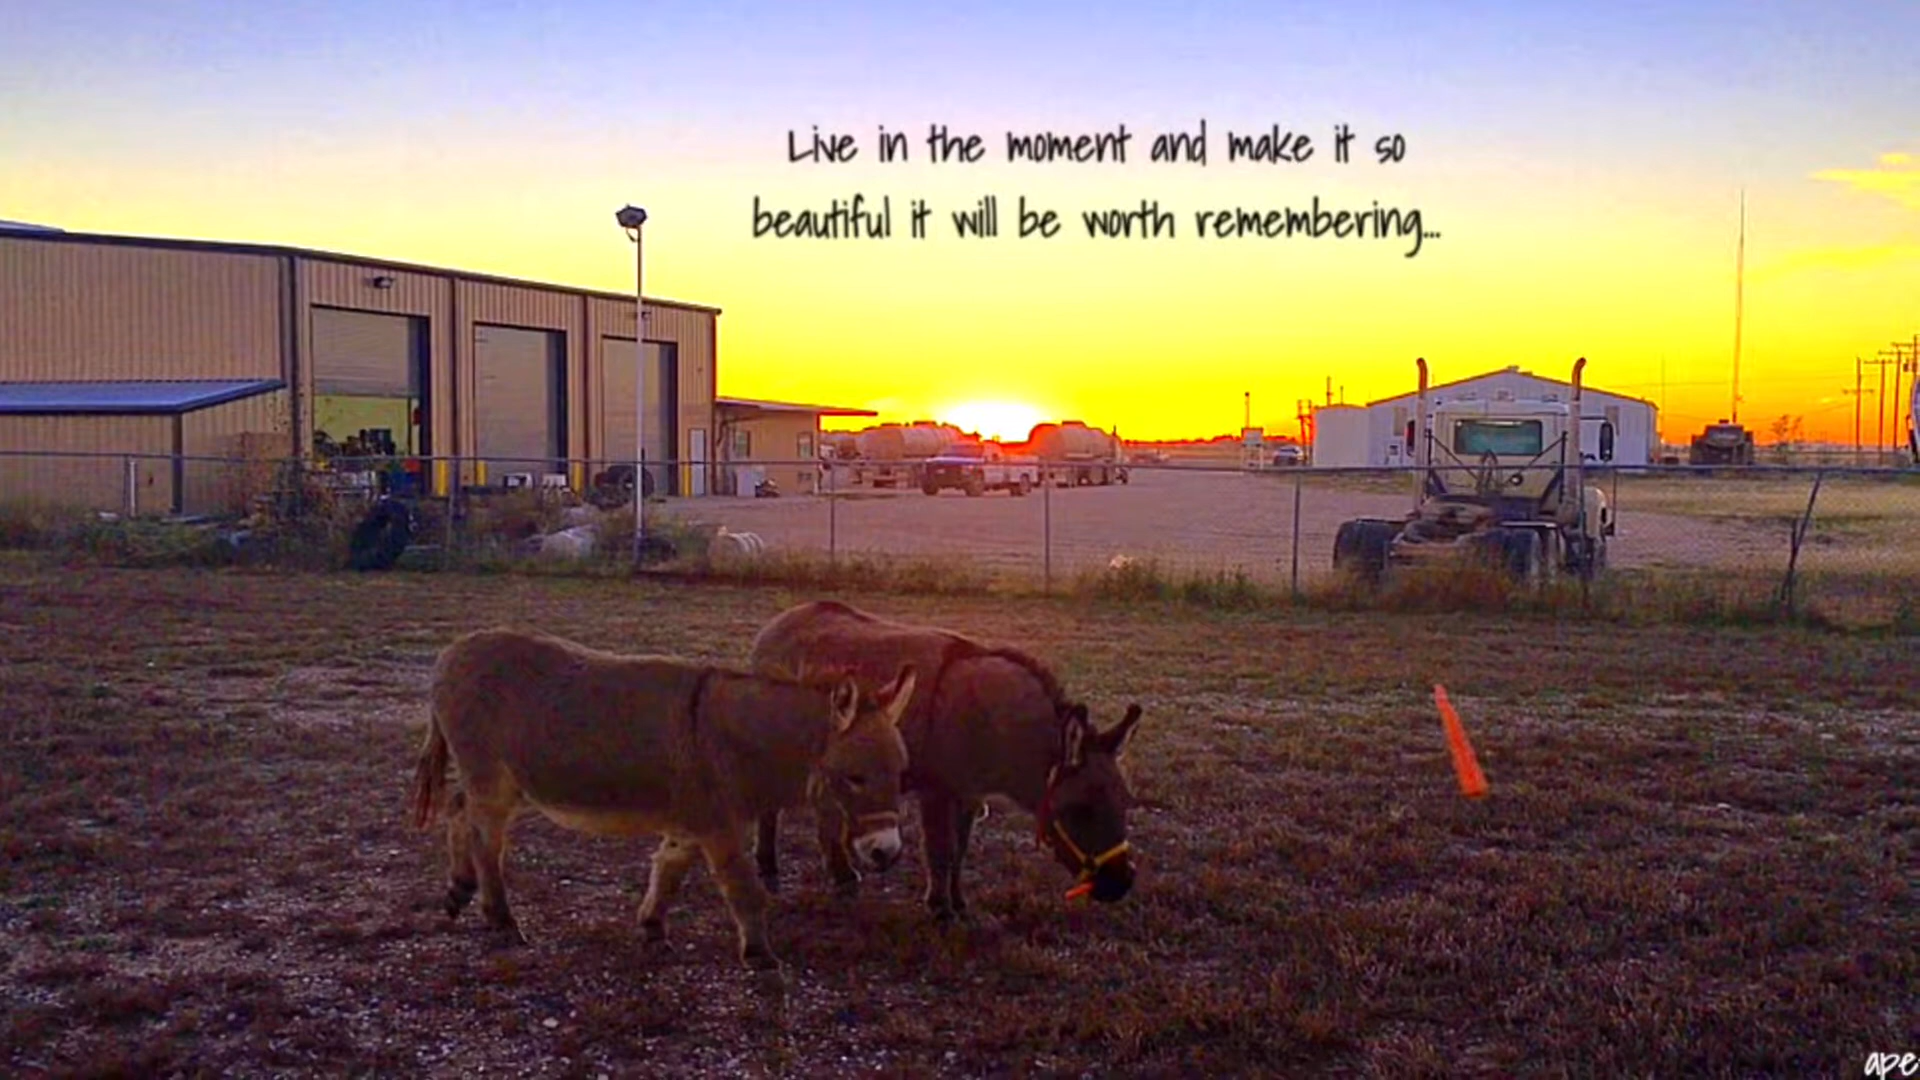 Live in the moment and make it so
beautiful it will be worth remembering...
ape